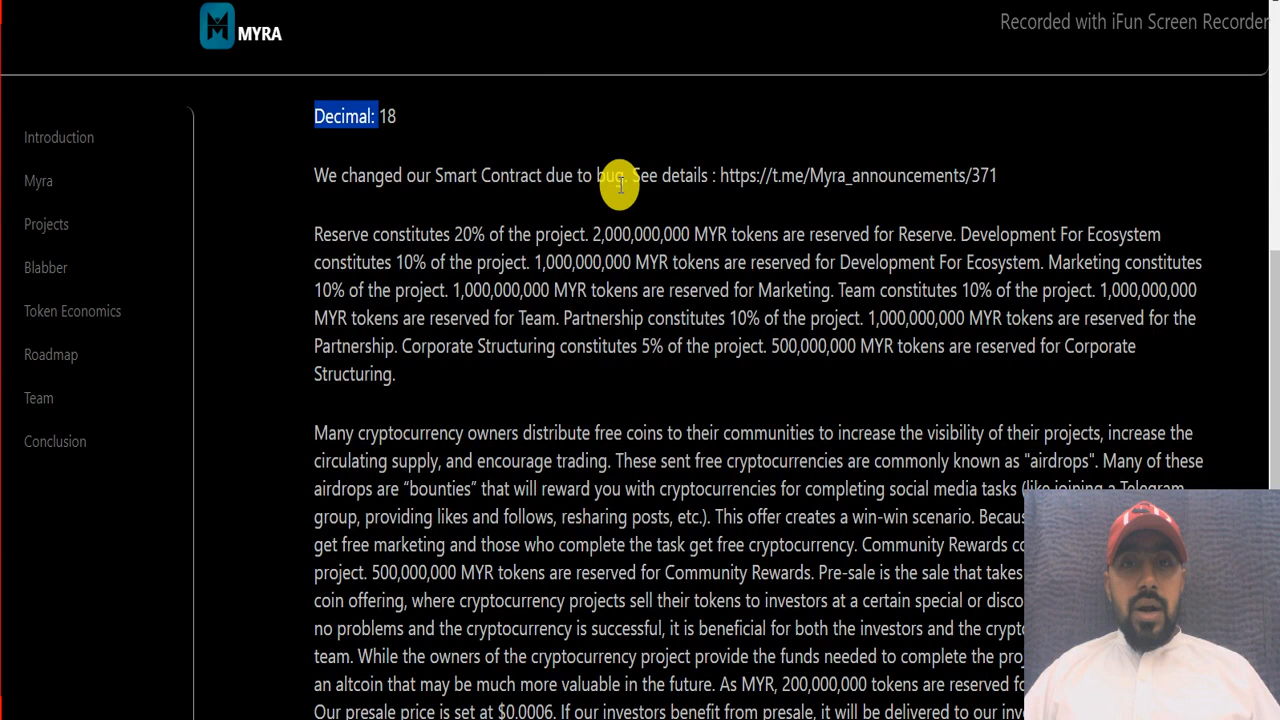 MYRA
Recorded with iFun Screen Recorder
Introduction
Myra
Projects
Blabber
Token Economics
Roadmap
Team
Conclusion
Decimal: 18
We changed our Smart Contract due to bug. See details : https://t.me/Myra_announcements/371
Reserve constitutes 20% of the project. 2,000,000,000 MYR tokens are reserved for Reserve. Development For Ecosystem
constitutes 10% of the project. 1,000,000,000 MYR tokens are reserved for Development For Ecosystem. Marketing constitutes
10% of the project. 1,000,000,000 MYR tokens are reserved for Marketing. Team constitutes 10% of the project. 1,000,000,000
MYR tokens are reserved for Team. Partnership constitutes 10% of the project. 1,000,000,000 MYR tokens are reserved for the
Partnership. Corporate Structuring constitutes 5% of the project. 500,000,000 MYR tokens are reserved for Corporate
Structuring.
Many cryptocurrency owners distribute free coins to their communities to increase the visibility of their projects, increase the
circulating supply, and encourage trading. These sent free cryptocurrencies are commonly known as "airdrops". Many of these
airdrops are “bounties” that will reward you with cryptocurrencies for completing social media tasks (like joining a Telegram
group, providing likes and follows, resharing posts, etc.). This offer creates a win-win scenario.
get free marketing and those who complete the task get free cryptocurrency. Community Rewards
project. 500,000,000 MYR tokens are reserved for Community Rewards. Pre-sale is the sale that takes
coin offering, where cryptocurrency projects sell their tokens to investors at a certain special or
no problems and the cryptocurrency is successful, it is beneficial for both the investors and the
team. While the owners of the cryptocurrency project provide the funds needed to complete the
an altcoin that may be much more valuable in the future. As MYR, 200,000,000 tokens are reserved
Our presale price is set at $0.0006. If our investors benefit from presale, it will be delivered to our